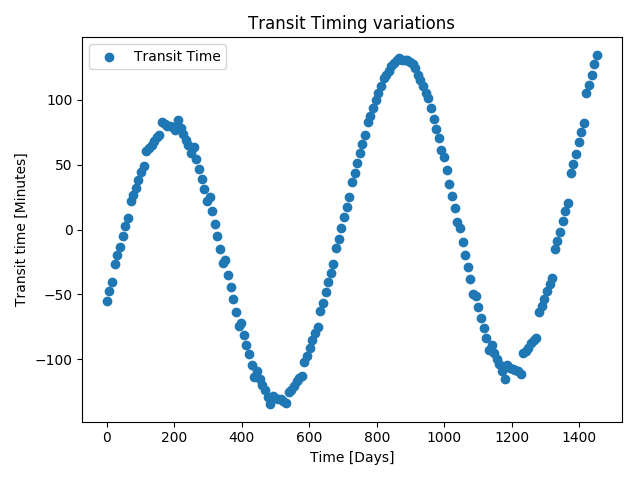 Transit Timing variations
Transit Time
Transit time [Minutes]
100
50
0
−50
−100
0 200 400 600 800 1000 1200 1400
Time [Days]